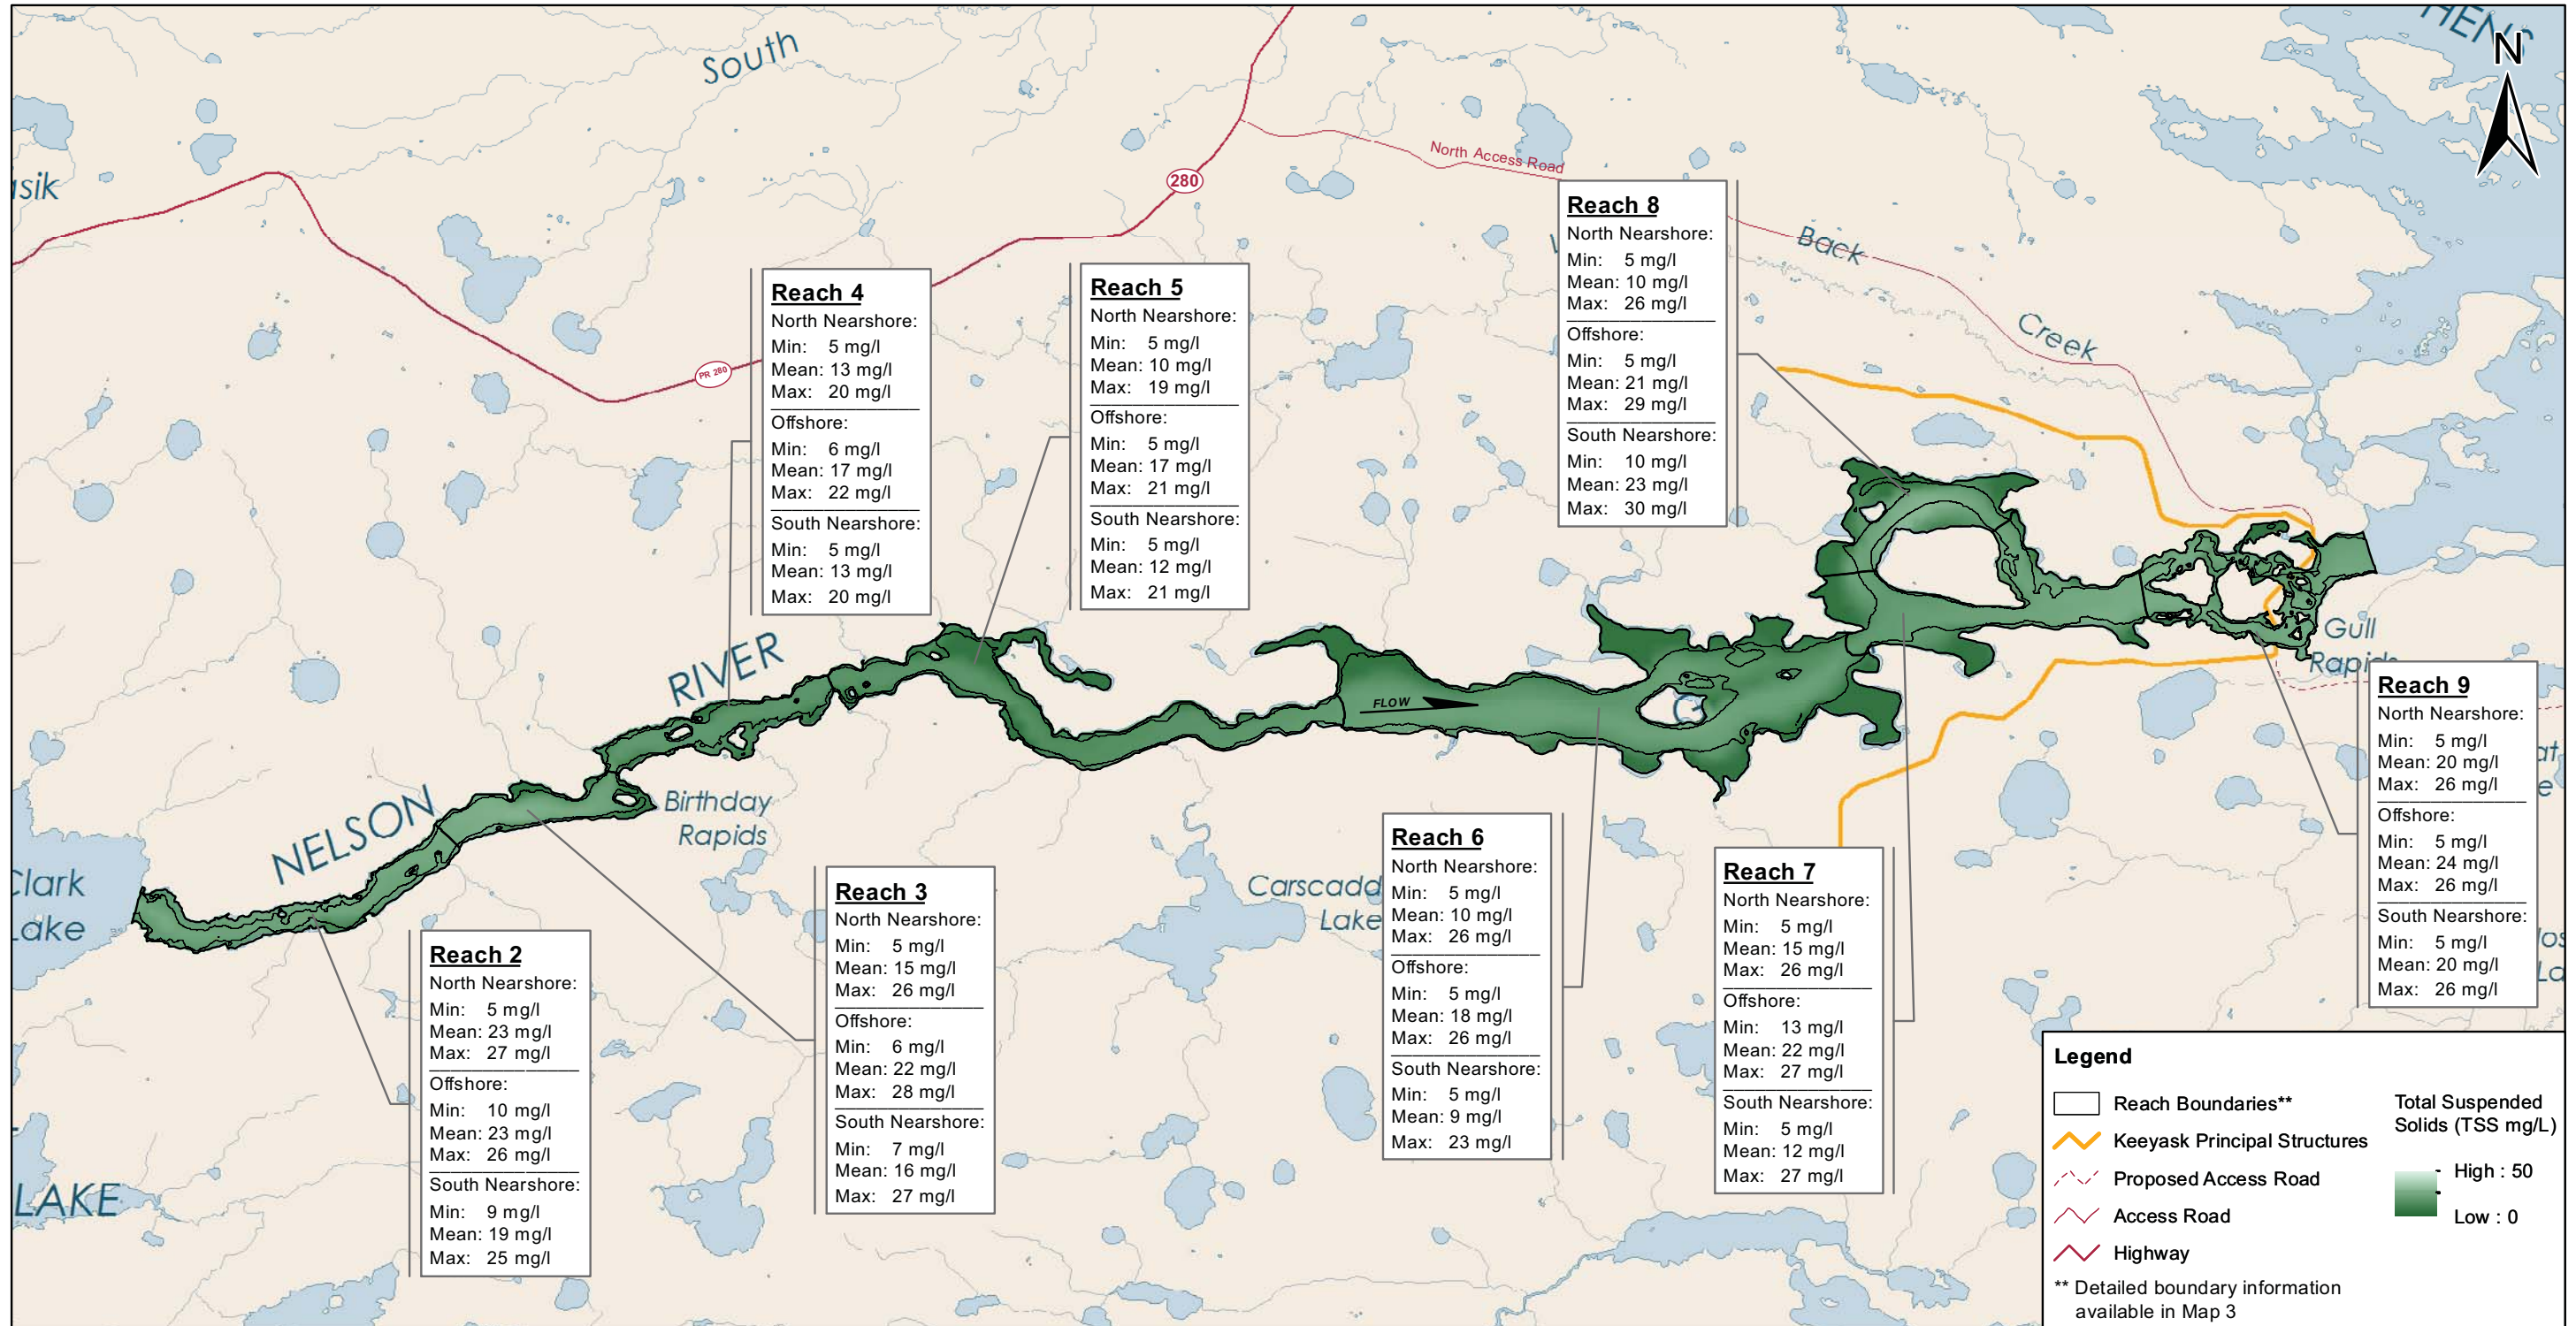 South
HENS
N
asik
280
North Access Road
PR 280
Back
Creek
Reach 4
North Nearshore:
Min: 5 mg/l
Mean: 13 mg/l
Max: 20 mg/l
Offshore:
Min: 6 mg/l
Mean: 17 mg/l
Max: 22 mg/l
South Nearshore:
Min: 5 mg/l
Mean: 13 mg/l
Max: 20 mg/l
Reach 5
North Nearshore:
Min: 5 mg/l
Mean: 10 mg/l
Max: 19 mg/l
Offshore:
Min: 5 mg/l
Mean: 17 mg/l
Max: 21 mg/l
South Nearshore:
Min: 5 mg/l
Mean: 12 mg/l
Max: 21 mg/l
Reach 8
North Nearshore:
Min: 5 mg/l
Mean: 10 mg/l
Max: 26 mg/l
Offshore:
Min: 5 mg/l
Mean: 21 mg/l
Max: 29 mg/l
South Nearshore:
Min: 10 mg/l
Mean: 23 mg/l
Max: 30 mg/l
NELSON
RIVER
Birthday
Rapids
FLOW
Gull
Rapids
Clark
Lake
Carscadd
Lake
LAKE
Reach 2
North Nearshore:
Min: 5 mg/l
Mean: 23 mg/l
Max: 27 mg/l
Offshore:
Min: 10 mg/l
Mean: 23 mg/l
Max: 26 mg/l
South Nearshore:
Min: 9 mg/l
Mean: 19 mg/l
Max: 25 mg/l
Reach 3
North Nearshore:
Min: 5 mg/l
Mean: 15 mg/l
Max: 26 mg/l
Offshore:
Min: 6 mg/l
Mean: 22 mg/l
Max: 28 mg/l
South Nearshore:
Min: 7 mg/l
Mean: 16 mg/l
Max: 27 mg/l
Reach 6
North Nearshore:
Min: 5 mg/l
Mean: 10 mg/l
Max: 26 mg/l
Offshore:
Min: 5 mg/l
Mean: 18 mg/l
Max: 26 mg/l
South Nearshore:
Min: 5 mg/l
Mean: 9 mg/l
Max: 23 mg/l
Reach 7
North Nearshore:
Min: 5 mg/l
Mean: 15 mg/l
Max: 26 mg/l
Offshore:
Min: 13 mg/l
Mean: 22 mg/l
Max: 27 mg/l
South Nearshore:
Min: 5 mg/l
Mean: 12 mg/l
Max: 27 mg/l
Reach 9
North Nearshore:
Min: 5 mg/l
Mean: 20 mg/l
Max: 26 mg/l
Offshore:
Min: 5 mg/l
Mean: 24 mg/l
Max: 26 mg/l
South Nearshore:
Min: 5 mg/l
Mean: 20 mg/l
Max: 26 mg/l
Legend
Reach Boundaries**
Keeyask Principal Structures
Proposed Access Road
Access Road
Highway
** Detailed boundary information
available in Map 3
Total Suspended
Solids (TSS mg/L)
High : 50
Low : 0